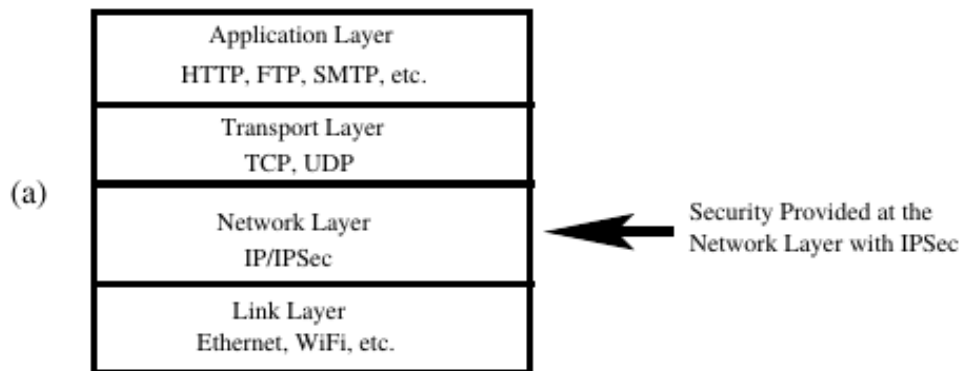 Application Layer
HTTP, FTP, SMTP, etc.
Transport Layer
TCP, UDP
(a)
Network Layer
IP/IPSec
Security Provided at the
Network Layer with IPSec
Link Layer
Ethernet, WiFi, etc.